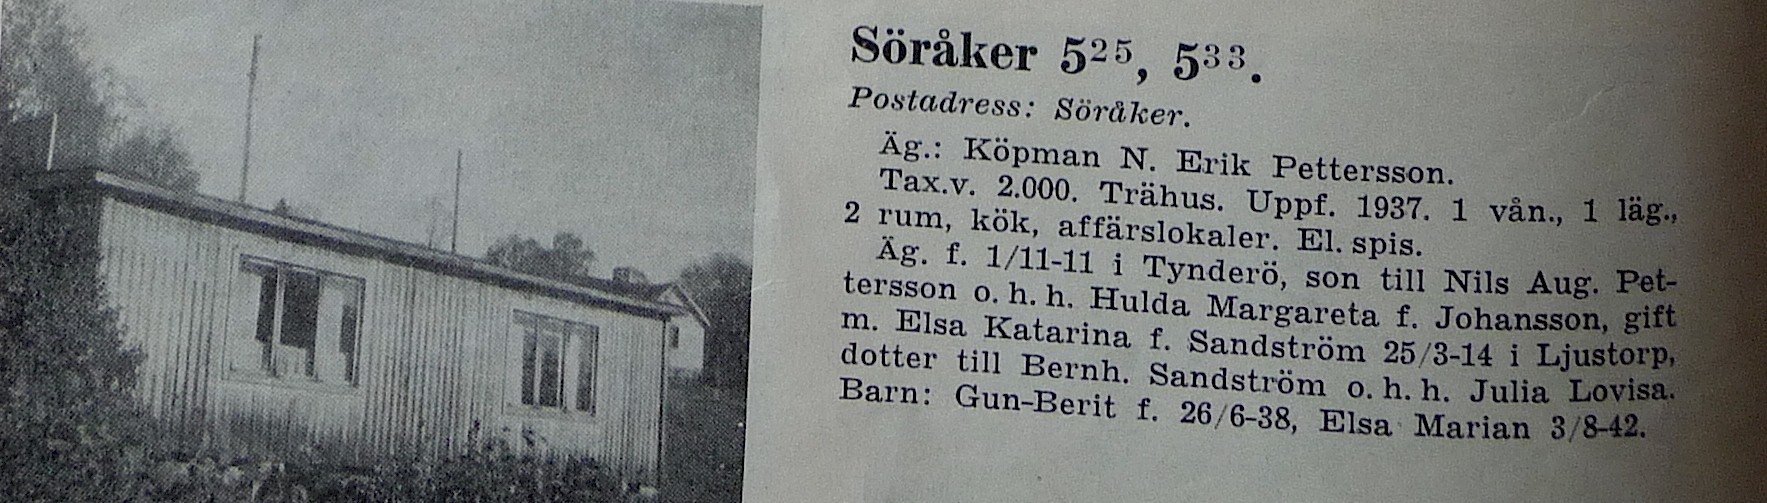 Söråker 5²⁵, 5³³.
Postadress: Söråker.
Äg.: Köpman N. Erik Pettersson.
Tax.v. 2.000. Trähus. Uppf. 1937. 1 vån., 1 läg.,
2 rum, kök, affärslokaler. El. spis.
Äg. f. 1/11-11 i Tynderö, son till Nils Aug. Pet-
tersson o. h. h. Hulda Margareta f. Johansson, gift
m. Elsa Katarina f. Sandström 25/3-14 i Ljustorp,
dotter till Bernh. Sandström o. h. h. Julia Lovisa.
Barn: Gun-Berit f. 26/6-38, Elsa Marian 3/8-42.